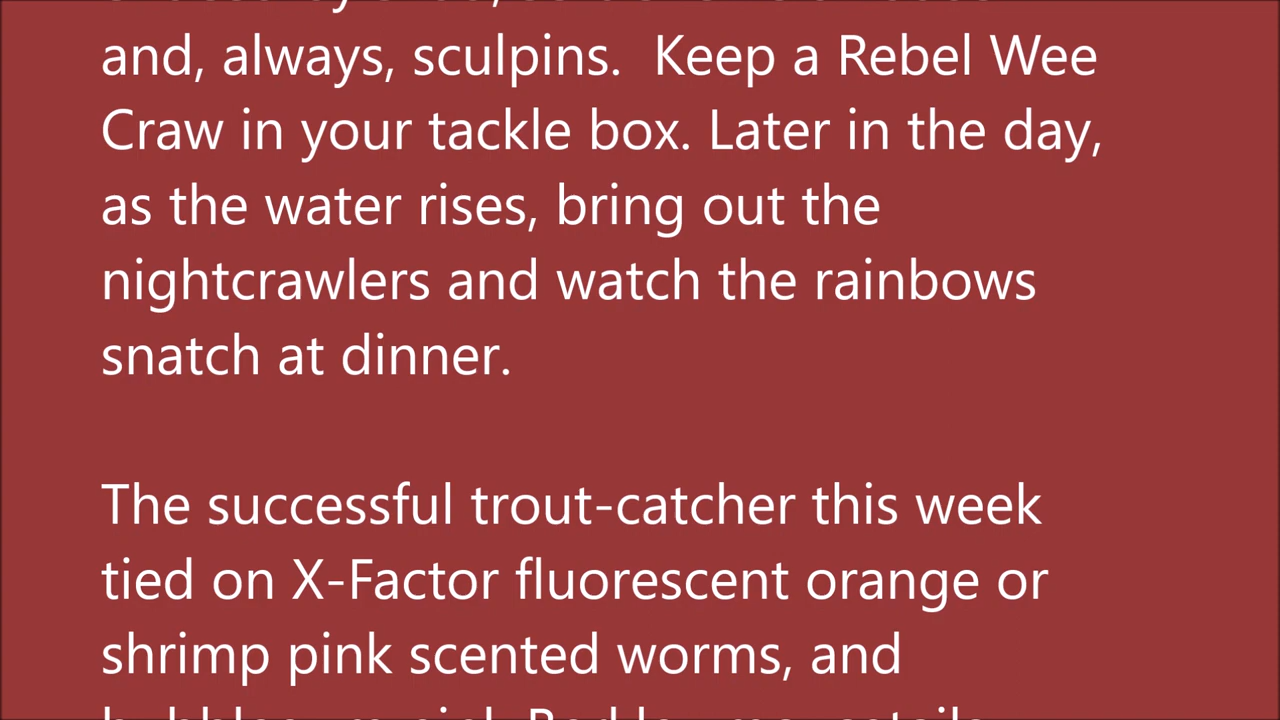 and, always, sculpins.  Keep a Rebel Wee
Craw in your tackle box. Later in the day,
as the water rises, bring out the
nightcrawlers and watch the rainbows
snatch at dinner.
The successful trout-catcher this week
tied on X-Factor fluorescent orange or
shrimp pink scented worms, and